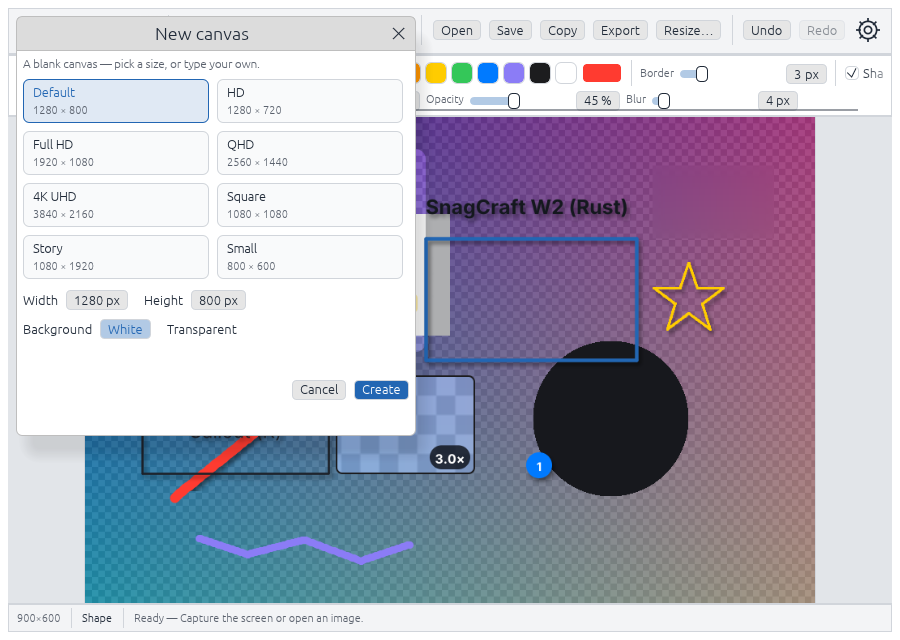 New canvas
Open Save Copy Export Resize… Undo Redo
A blank canvas — pick a size, or type your own.
Border 3 px Sha
Opacity 45 % Blur 4 px
Default
1280 × 800
HD
1280 × 720
Full HD
1920 × 1080
QHD
2560 × 1440
4K UHD
3840 × 2160
Square
1080 × 1080
Story
1080 × 1920
Small
800 × 600
Width 1280 px Height 800 px
Background White Transparent
Cancel Create
SnagCraft W2 (Rust)
3.0×
1
900×600 Shape Ready — Capture the screen or open an image.